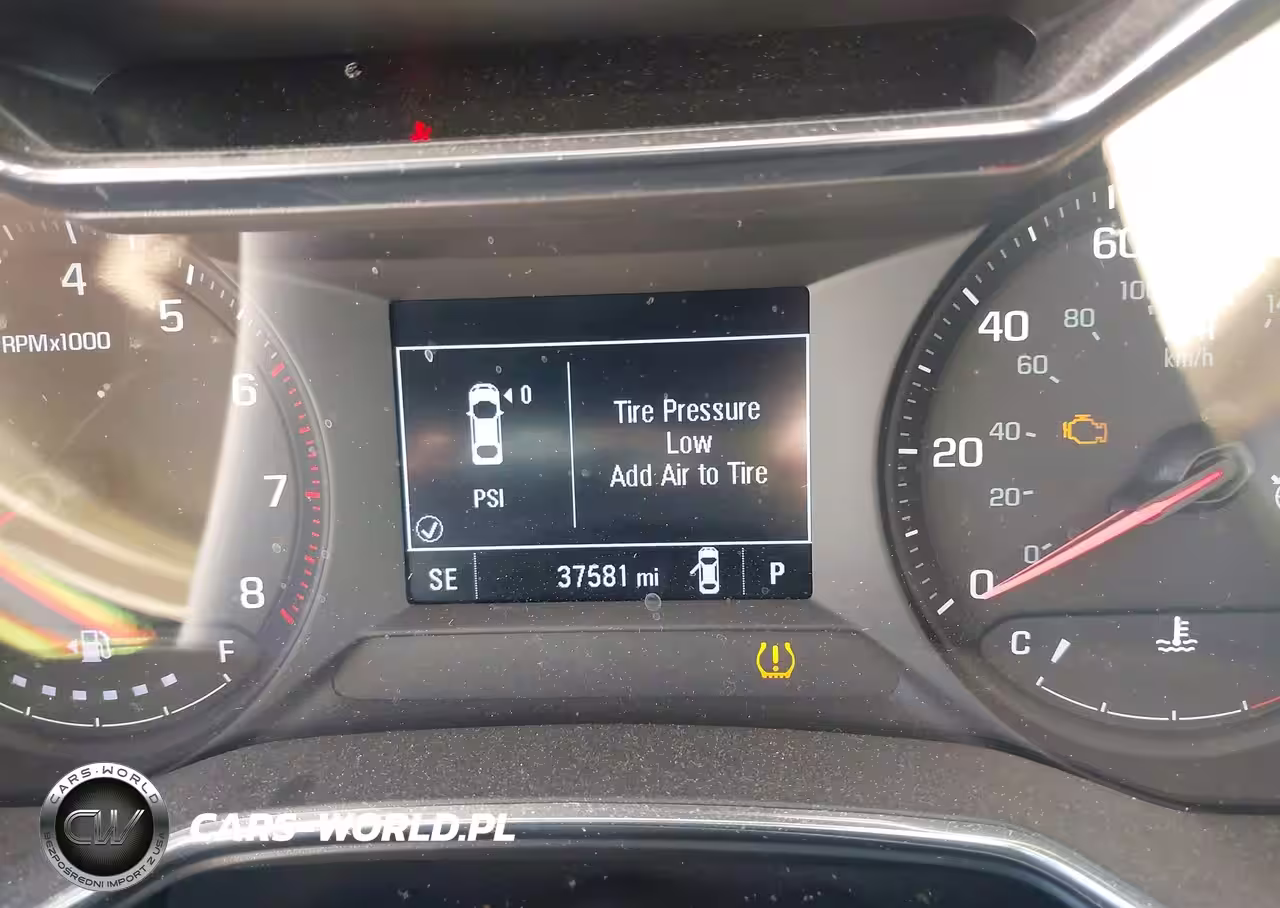 4
5
RPMx1000
6
7
8
F
0
PSI
Tire Pressure
Low
Add Air to Tire
SE
37581 mi
P
60
40
20
0
80
60
40
20
0
km/h
C
CARS-WORLD
CW
BEZPOŚREDNI IMPORT Z USA
CARS-WORLD.PL